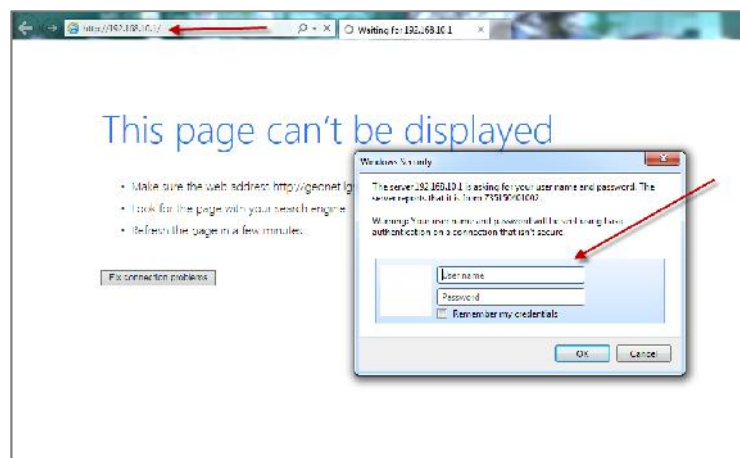 http://192.168.10.1/
Waiting for 192.168.10.1
This page can't be displayed
Make sure the web address http://geonet
Look for the page with your search engine.
Refresh the page in a few minutes.
Fix connection problems
Windows Security
The server 192.168.10.1 is asking for your user name and password. The
server reports that it is from
Warning: Your user name and password will be sent using basic
authentication on a connection that isn't secure.
User name
Password
Remember my credentials
OK
Cancel